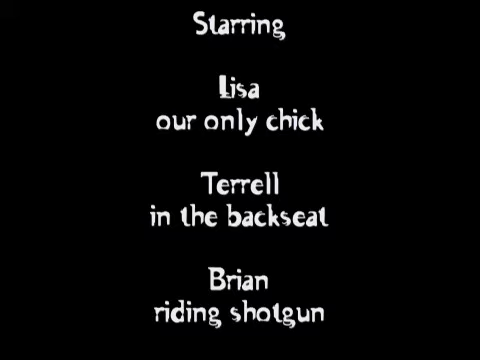 Starring
Lisa
our only chick
Terrell
in the backseat
Brian
riding shotgun